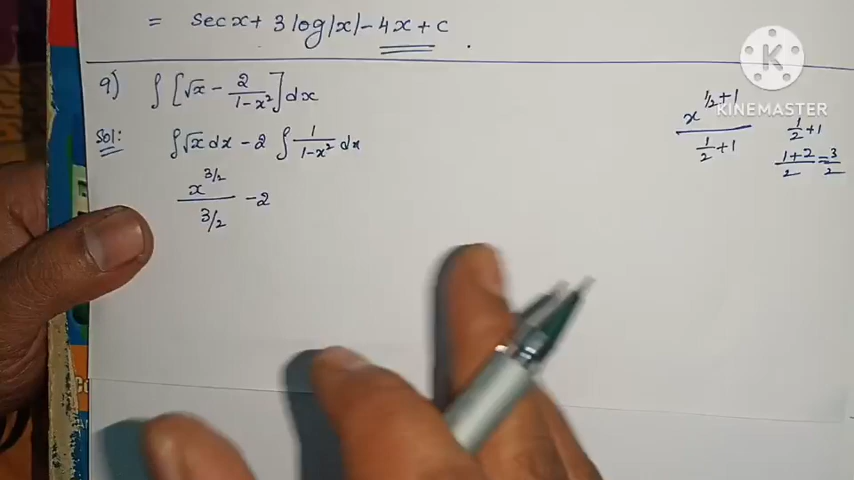 = sec x + 3 log|x| - 4x + c.
9) ∫ [√x - 2/(1-x²)] dx
Sol: ∫ √x dx - 2 ∫ 1/(1-x²) dx
x^(3/2) / (3/2) - 2
x^(1/2+1) / (1/2+1)
1/2 + 1
(1+2)/2 = 3/2
K
KINEMASTER